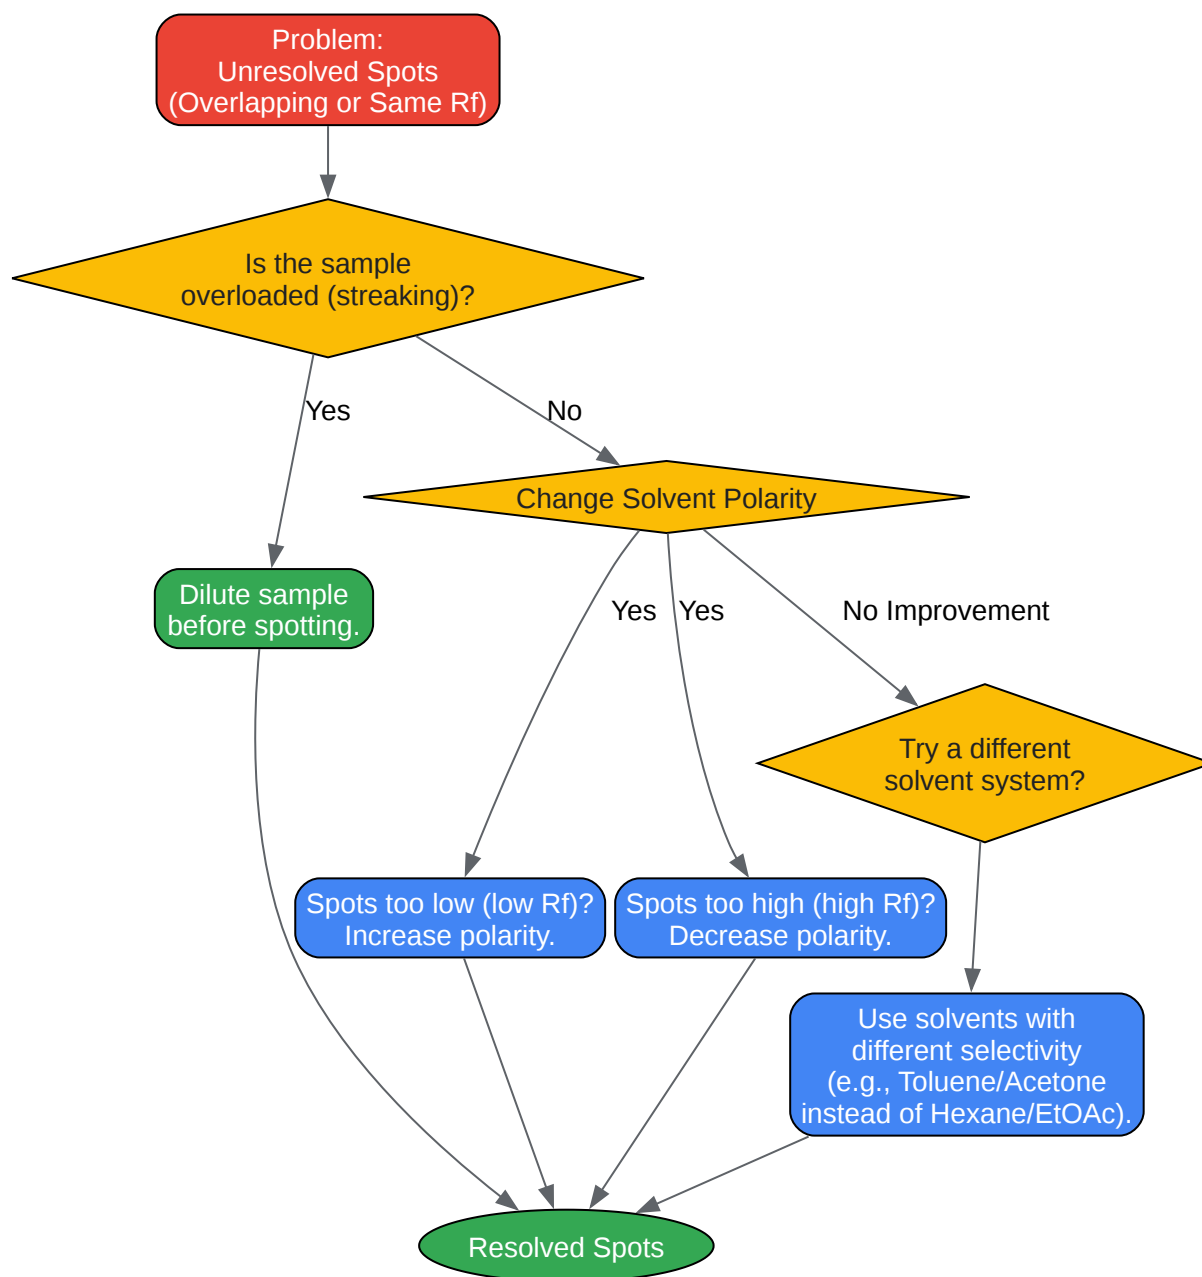 Problem:
Unresolved Spots
(Overlapping or Same Rf)
Is the sample
overloaded (streaking)?
Yes
No
Change Solvent Polarity
Dilute sample
before spotting.
Yes
Yes
No Improvement
Try a different
solvent system?
Spots too low (low Rf)?
Increase polarity.
Spots too high (high Rf)?
Decrease polarity.
Use solvents with
different selectivity
(e.g., Toluene/Acetone
instead of Hexane/EtOAc).
Resolved Spots